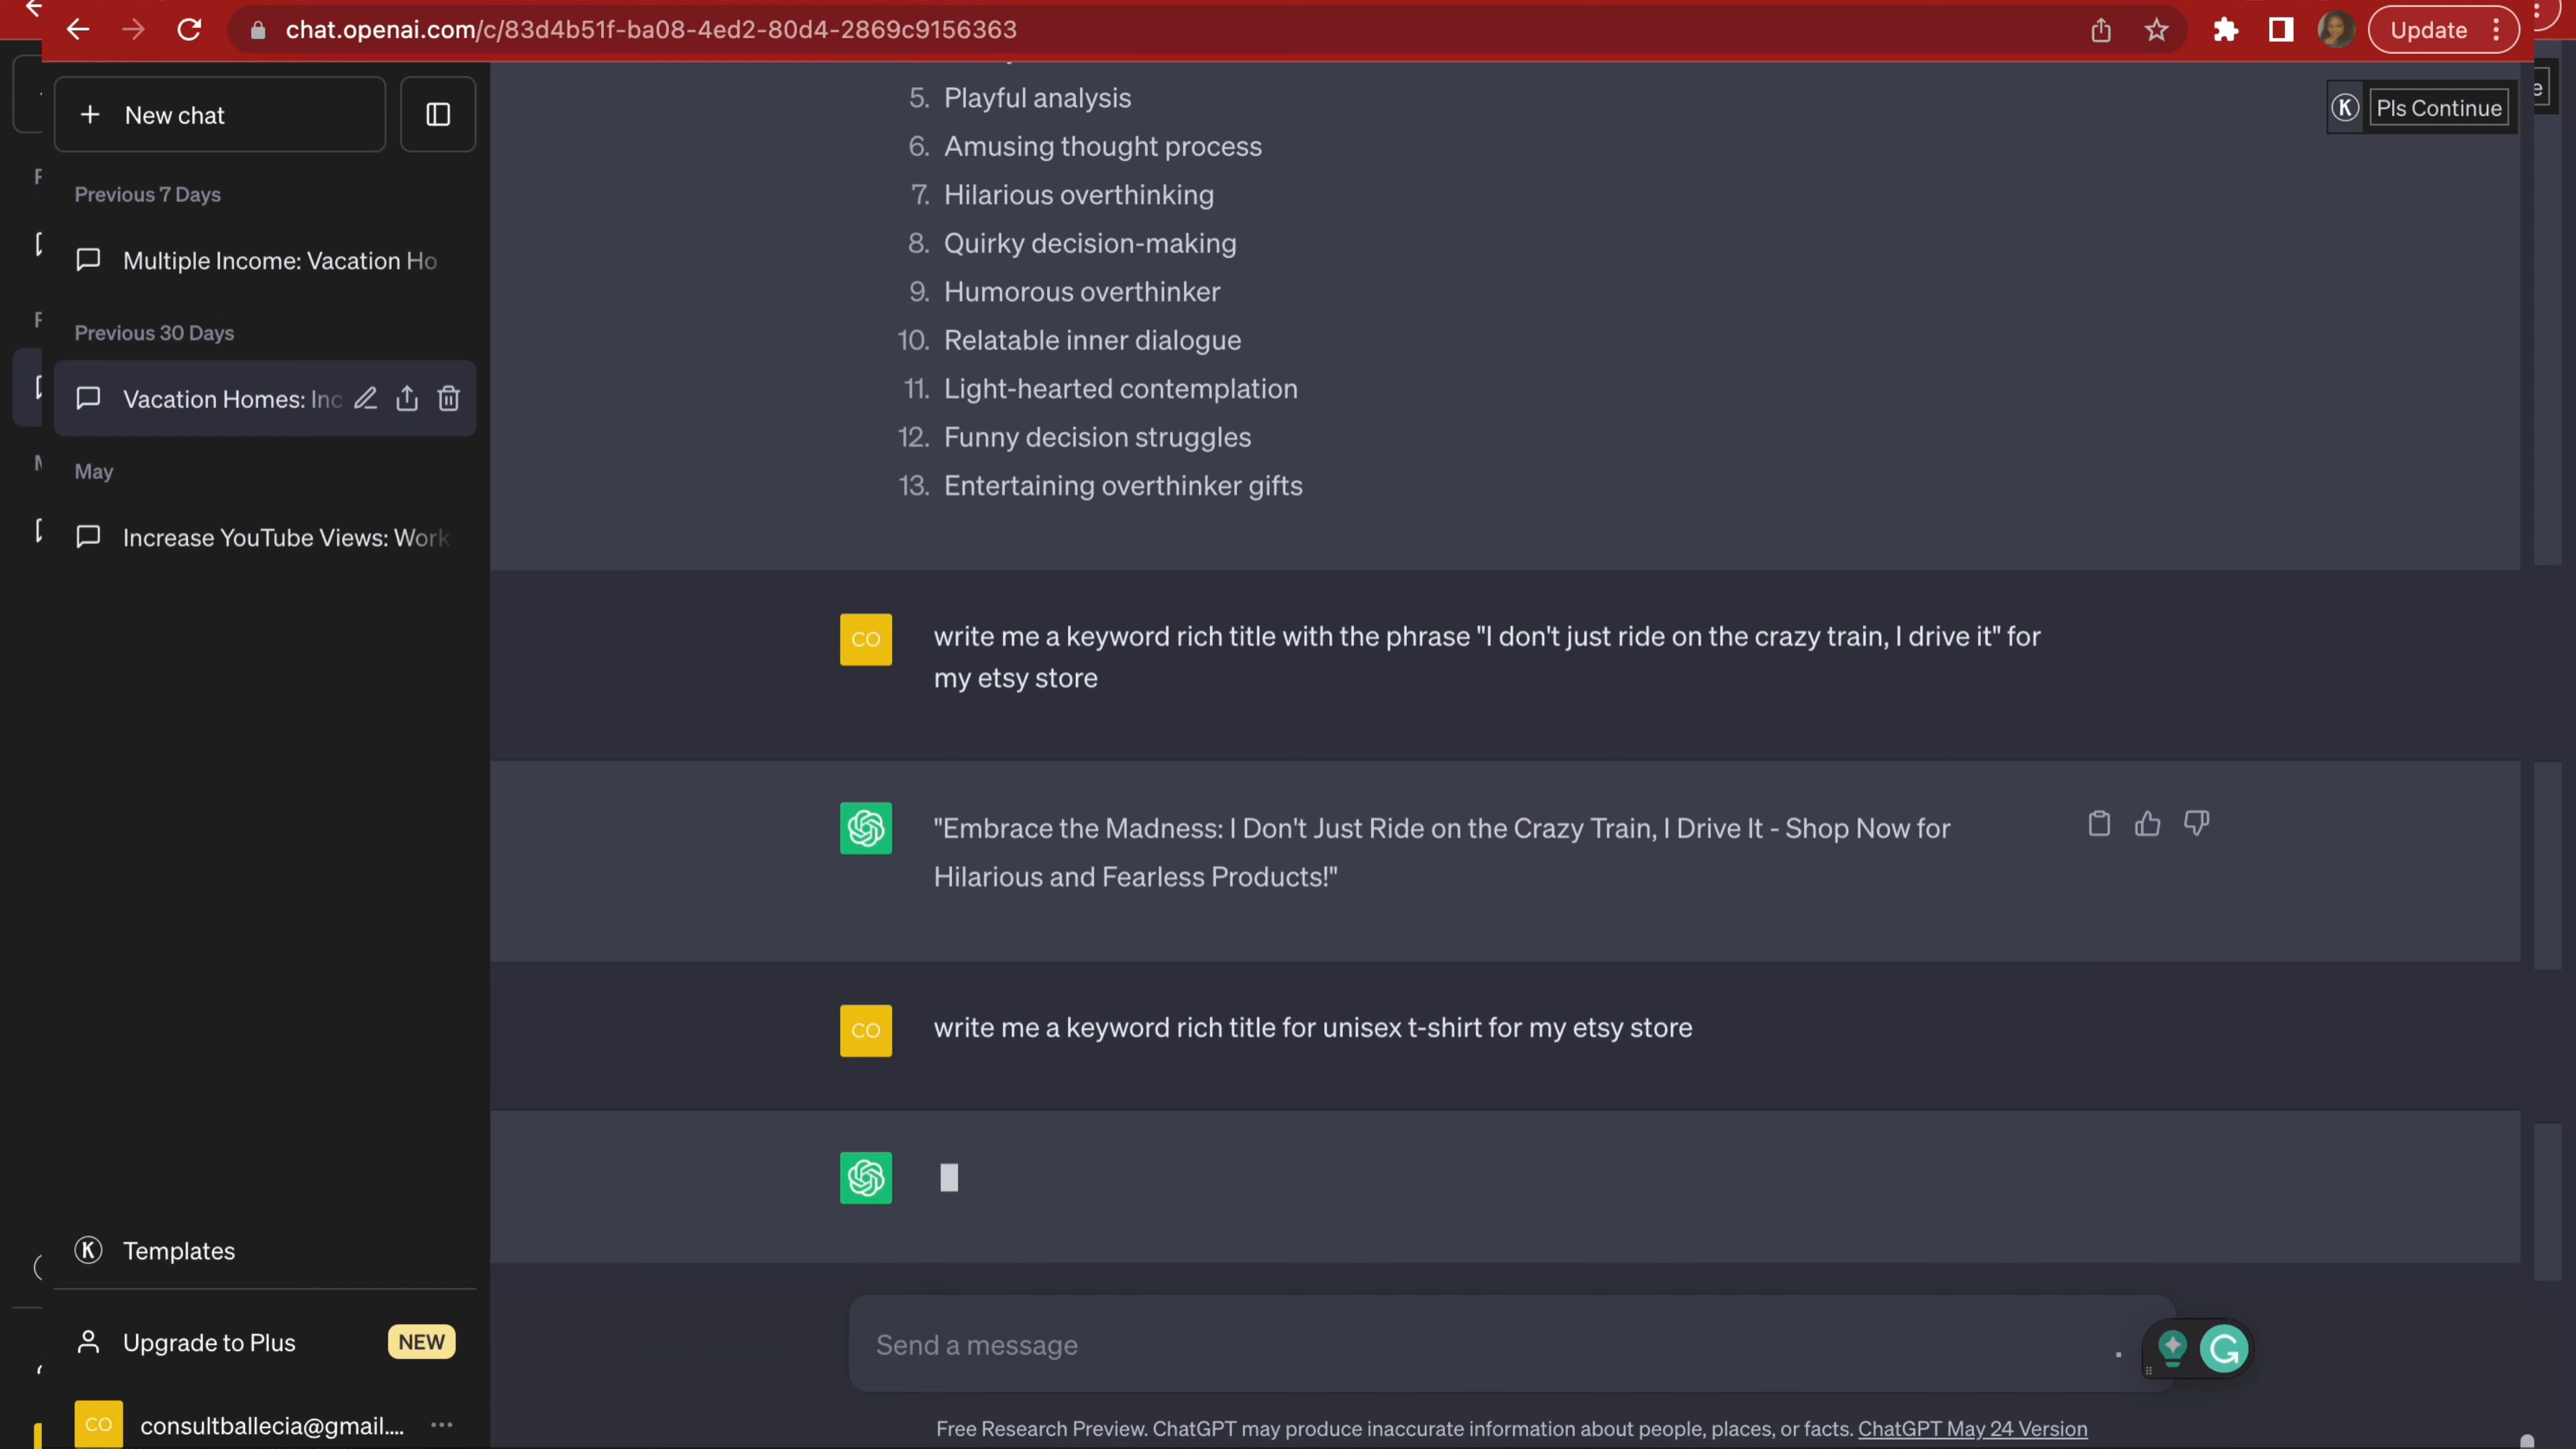 chat.openai.com/c/83d4b51f-ba08-4ed2-80d4-2869c9156363
Update
New chat
Previous 7 Days
Multiple Income: Vacation Ho
Previous 30 Days
Vacation Homes: Inc
May
Increase YouTube Views: Work
K Templates
Upgrade to Plus NEW
CO consultballecia@gmail....
K Pls Continue
5. Playful analysis
6. Amusing thought process
7. Hilarious overthinking
8. Quirky decision-making
9. Humorous overthinker
10. Relatable inner dialogue
11. Light-hearted contemplation
12. Funny decision struggles
13. Entertaining overthinker gifts
CO write me a keyword rich title with the phrase "I don't just ride on the crazy train, I drive it" for
my etsy store
"Embrace the Madness: I Don't Just Ride on the Crazy Train, I Drive It - Shop Now for
Hilarious and Fearless Products!"
CO write me a keyword rich title for unisex t-shirt for my etsy store
Send a message
Free Research Preview. ChatGPT may produce inaccurate information about people, places, or facts. ChatGPT May 24 Version